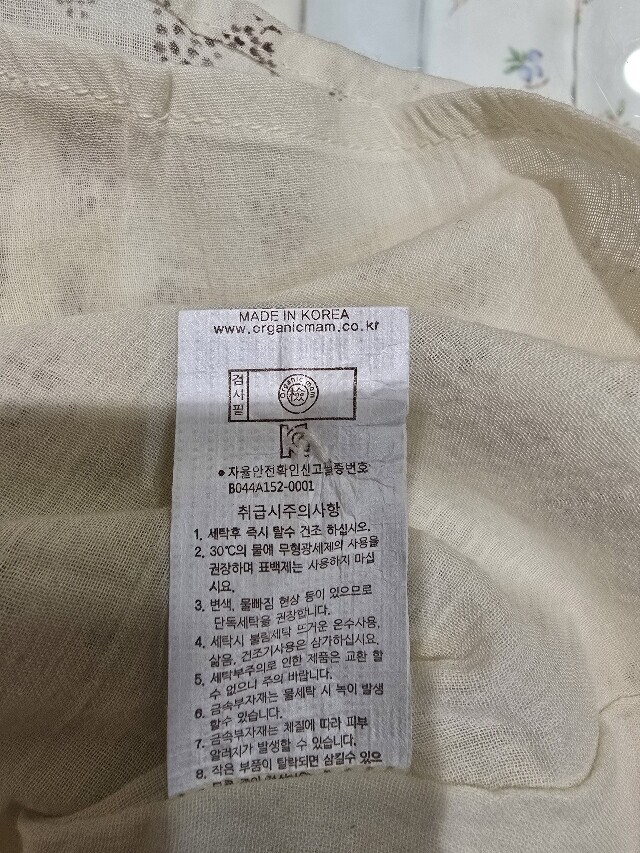 MADE IN KOREA
www.organicmam.co.kr
검사필
organic mam
● 자율안전확인신고필증번호
B044A152-0001
취급시주의사항
1. 세탁후 즉시 탈수 건조 하십시오.
2. 30℃의 물에 무형광세제의 사용을
권장하며 표백제는 사용하지 마십
시요.
3. 변색, 물빠짐 현상 등이 있으므로
단독세탁을 권장합니다.
4. 세탁시 불림세탁 뜨거운 온수사용,
삶음, 건조기사용은 삼가하십시요.
5. 세탁부주의로 인한 제품은 교환 할
수 없으니 주의 바랍니다.
6. 금속부자재는 물세탁 시 녹이 발생
할수 있습니다.
7. 금속부자재는 체질에 따라 피부
알러지가 발생할 수 있습니다.
8. 작은 부품이 탈락되면 삼킬수 있으